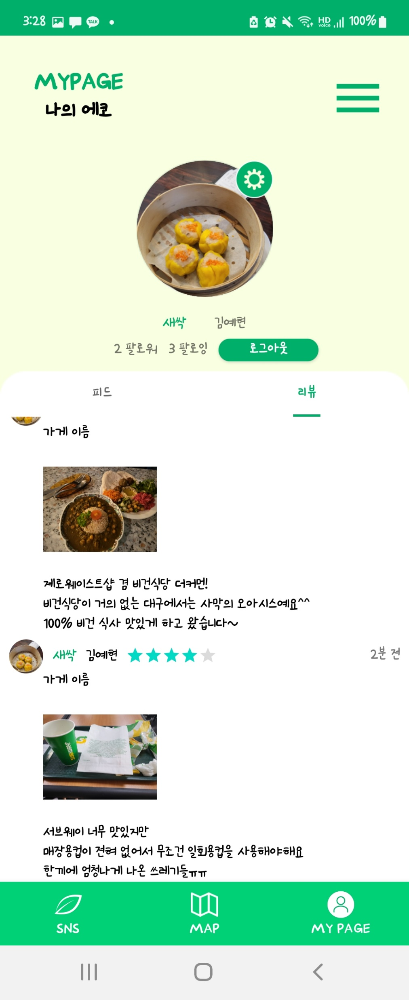 3:28 TALK HD voice 100%
MYPAGE
나의 에코
새싹 김예현
2 팔로워 3 팔로잉 로그아웃
피드 리뷰
가게 이름
제로웨이스트샵 겸 비건식당 더커먼!
비건식당이 거의 없는 대구에서는 사막의 오아시스예요^^
100% 비건 식사 맛있게 하고 왔습니다~
새싹 김예현 2분 전
가게 이름
SUBWAY
서브웨이 너무 맛있지만
매장용컵이 전혀 없어서 무조건 일회용컵을 사용해야해요
한끼에 엄청나게 나온 쓰레기들ㅠㅠ
SNS MAP MY PAGE